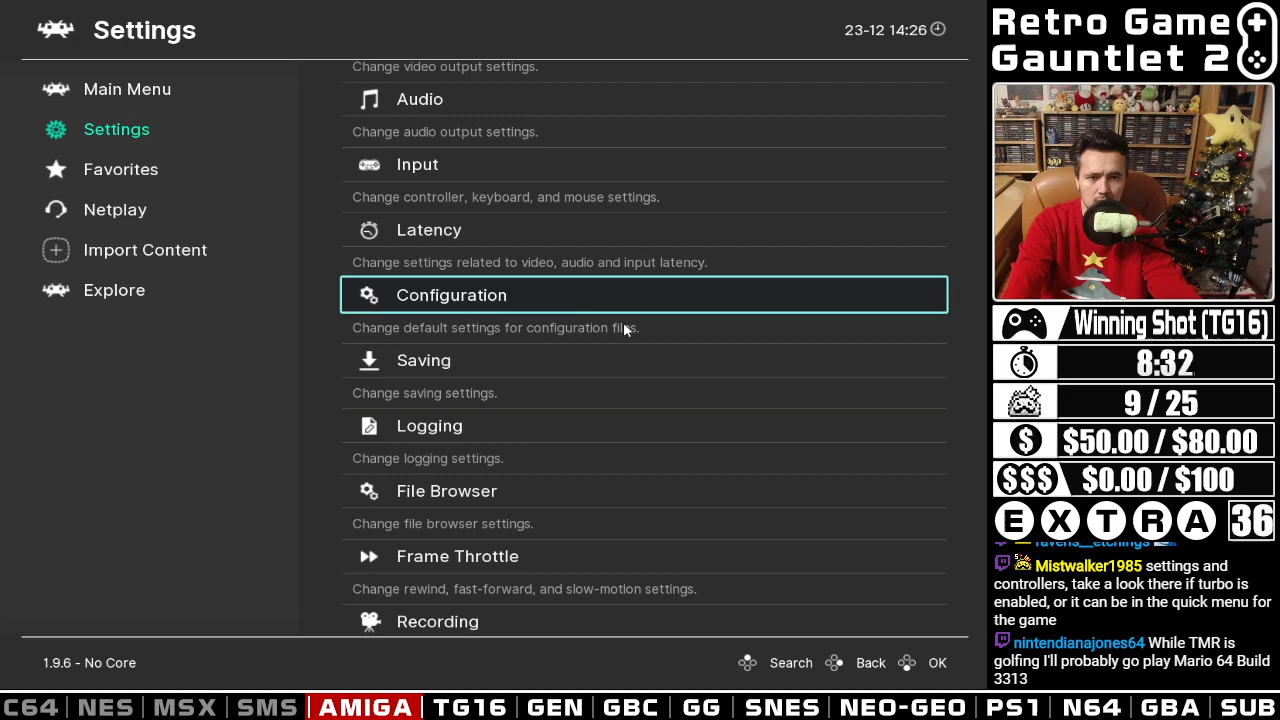 Settings
23-12 14:26
Main Menu
Settings
Favorites
Netplay
Import Content
Explore
Change video output settings.
Audio
Change audio output settings.
Input
Change controller, keyboard, and mouse settings.
Latency
Change settings related to video, audio and input latency.
Configuration
Change default settings for configuration files.
Saving
Change saving settings.
Logging
Change logging settings.
File Browser
Change file browser settings.
Frame Throttle
Change rewind, fast-forward, and slow-motion settings.
Recording
1.9.6 - No Core
Search Back OK
Retro Game
Gauntlet 2
Winning Shot (TG16)
8:32
9 / 25
$ $50.00 / $80.00
$$$ $0.00 / $100
E X T R A 36
ravens__etchings
Mistwalker1985 settings and
controllers, take a look there if turbo is
enabled, or it can be in the quick menu for
the game
nintendianajones64 While TMR is
golfing I'll probably go play Mario 64 Build
3313
C64 | NES | MSX | SMS | AMIGA | TG16 | GEN | GBC | GG | SNES | NEO-GEO | PS1 | N64 | GBA | SUB